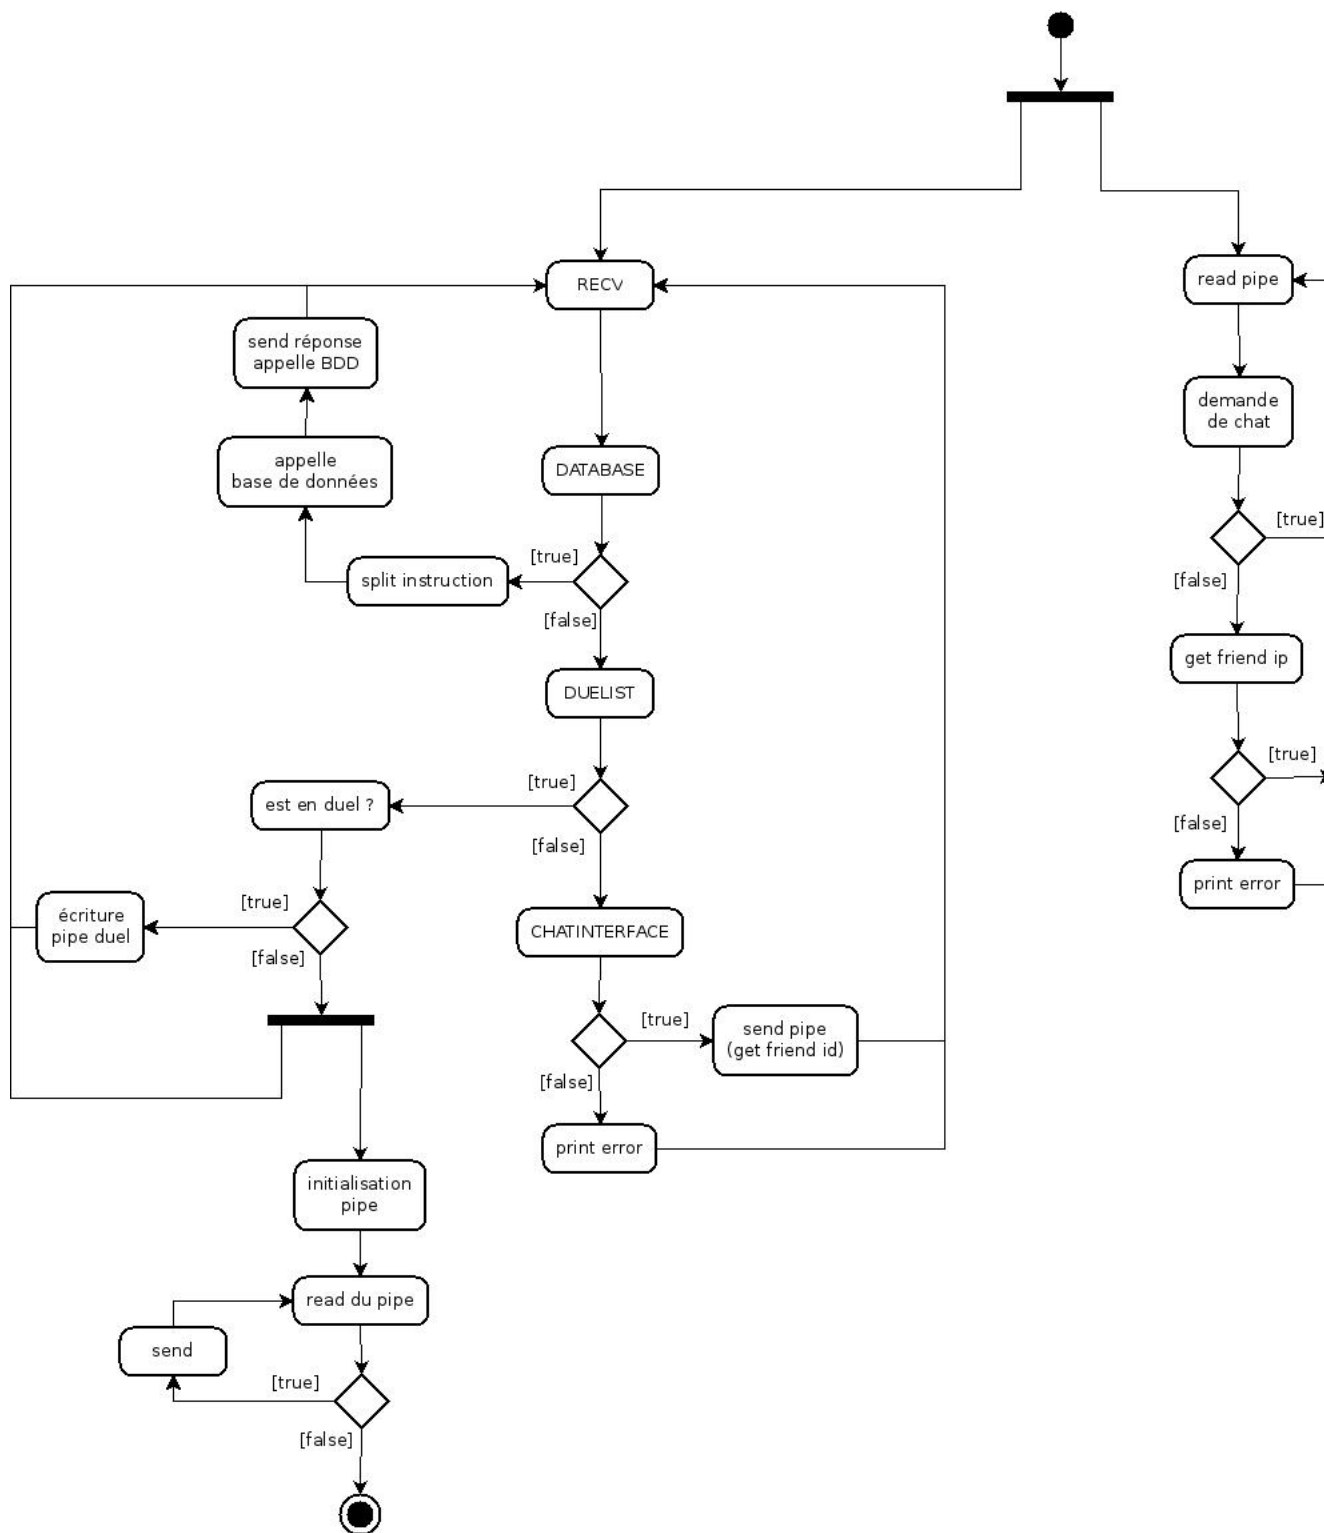 RECV
read pipe
send réponse
appelle BDD
demande
de chat
appelle
base de données
DATABASE
[true]
[true]
split instruction
[false]
[false]
get friend ip
DUELIST
[true]
[true]
est en duel ?
[false]
[false]
print error
[true]
écriture
pipe duel
CHATINTERFACE
[false]
[true]
send pipe
(get friend id)
[false]
print error
initialisation
pipe
read du pipe
send
[true]
[false]